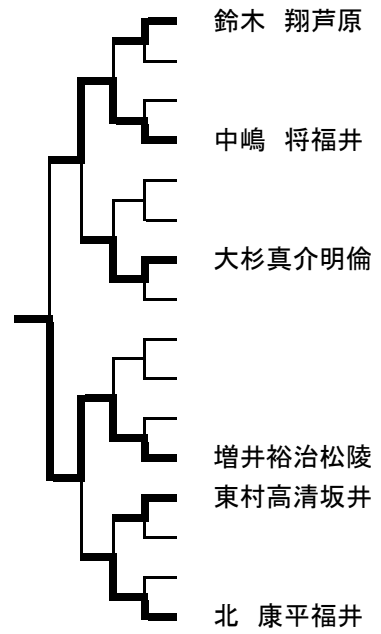 鈴木　翔芦原
中嶋　将福井
大杉真介明倫
増井裕治松陵
東村高清坂井
北　康平福井